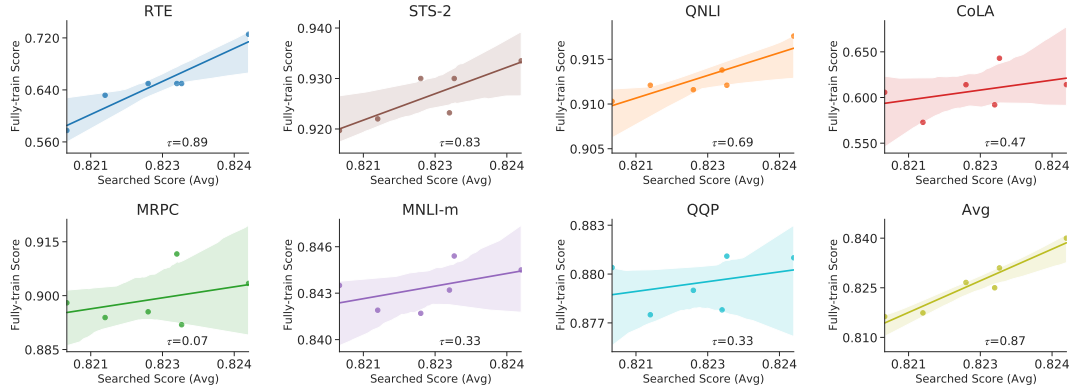 RTE
Fully-train Score
0.720
0.640
0.560
τ=0.89
0.821
0.823
0.824
Searched Score (Avg)
STS-2
Fully-train Score
0.940
0.930
0.920
τ=0.83
0.821
0.823
0.824
Searched Score (Avg)
QNLI
Fully-train Score
0.915
0.910
0.905
τ=0.69
0.821
0.823
0.824
Searched Score (Avg)
CoLA
Fully-train Score
0.650
0.600
0.550
τ=0.47
0.821
0.823
0.824
Searched Score (Avg)
MRPC
Fully-train Score
0.915
0.900
0.885
τ=0.07
0.821
0.823
0.824
Searched Score (Avg)
MNLI-m
Fully-train Score
0.846
0.843
0.840
τ=0.33
0.821
0.823
0.824
Searched Score (Avg)
QQP
Fully-train Score
0.883
0.880
0.877
τ=0.33
0.821
0.823
0.824
Searched Score (Avg)
Avg
Fully-train Score
0.840
0.825
0.810
τ=0.87
0.821
0.823
0.824
Searched Score (Avg)